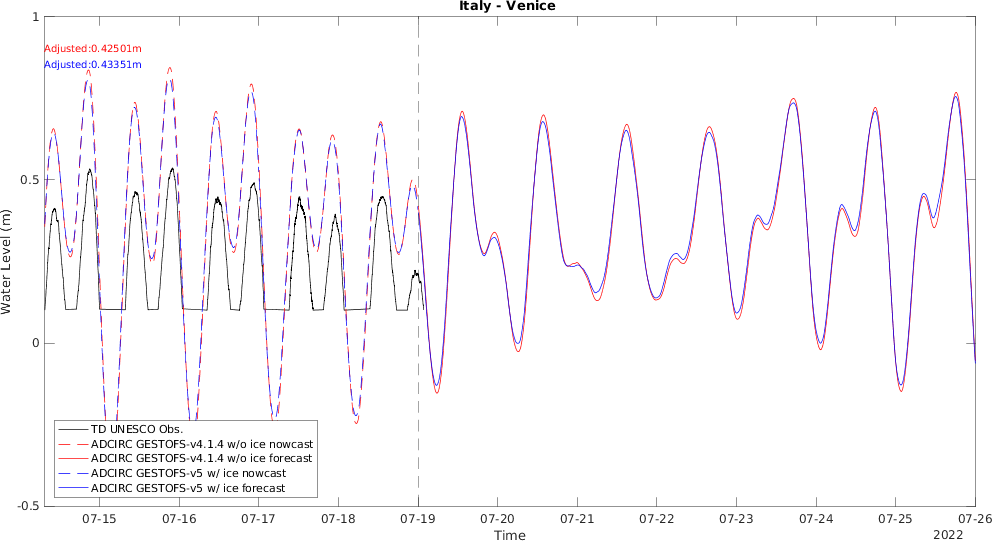 Italy - Venice
1
Adjusted:0.42501m
Adjusted:0.43351m
0.5
Water Level (m)
0
TD UNESCO Obs.
ADCIRC GESTOFS-v4.1.4 w/o ice nowcast
ADCIRC GESTOFS-v4.1.4 w/o ice forecast
ADCIRC GESTOFS-v5 w/ ice nowcast
ADCIRC GESTOFS-v5 w/ ice forecast
-0.5
07-15 07-16 07-17 07-18 07-19 07-20 07-21 07-22 07-23 07-24 07-25 07-26
Time
2022